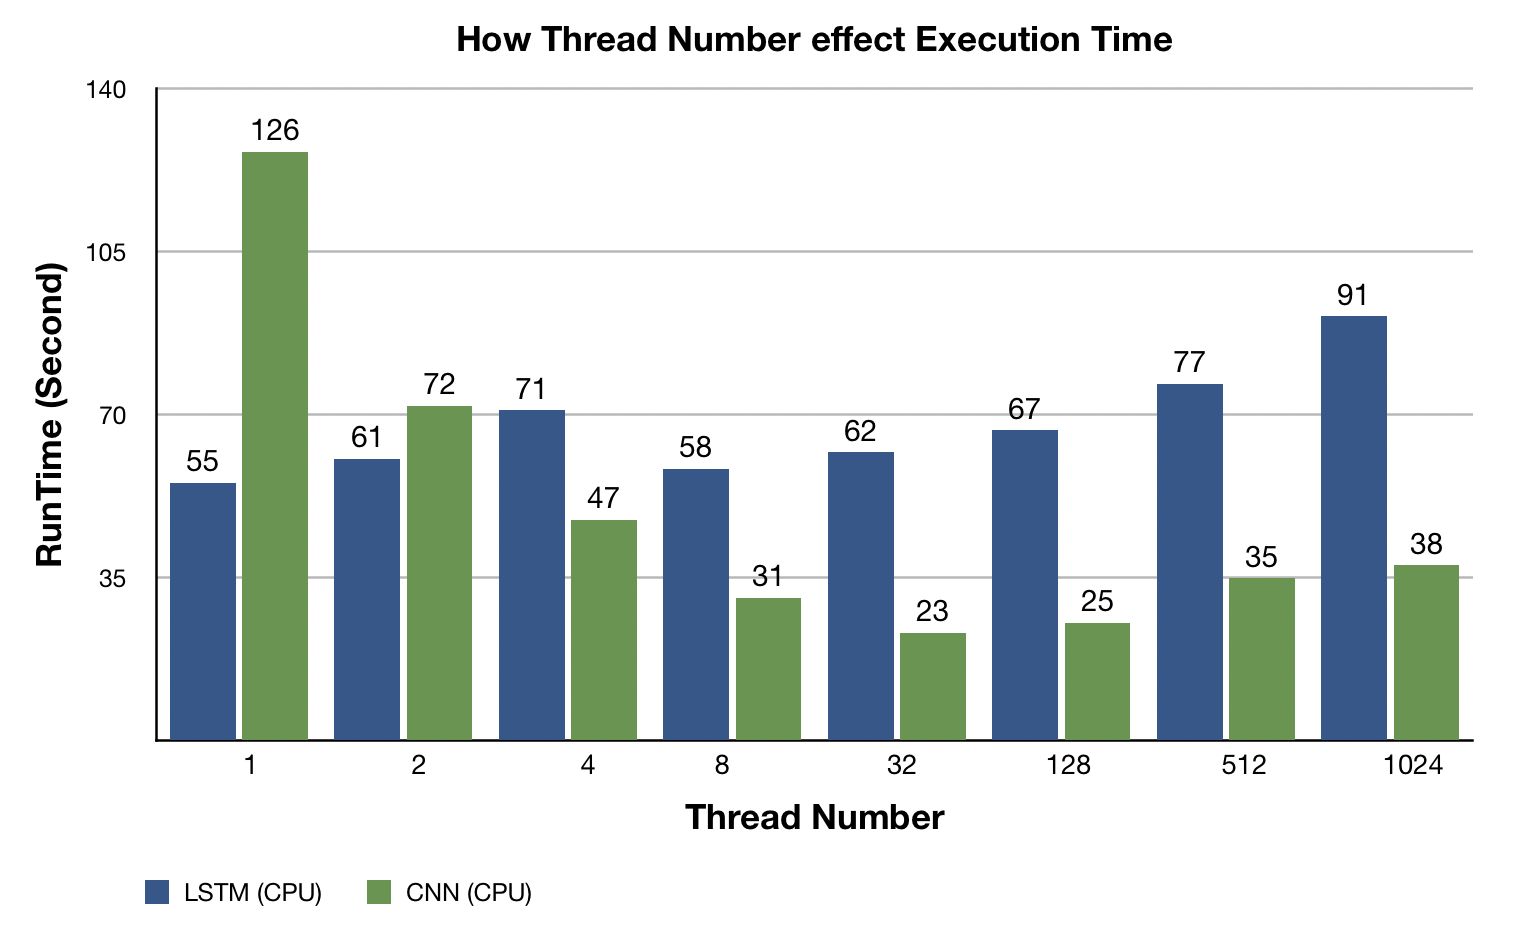 How Thread Number effect Execution Time
140
105
70
35
RunTime (Second)
55 126
61 72
71 47
58 31
62 23
67 25
77 35
91 38
1 2 4 8 32 128 512 1024
Thread Number
LSTM (CPU) CNN (CPU)